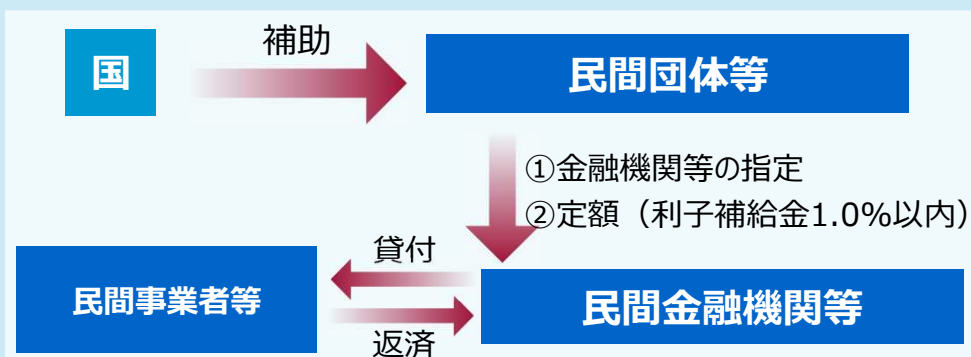 国
補助
民間団体等
①金融機関等の指定
②定額（利子補給金1.0%以内）
貸付
民間事業者等
民間金融機関等
返済